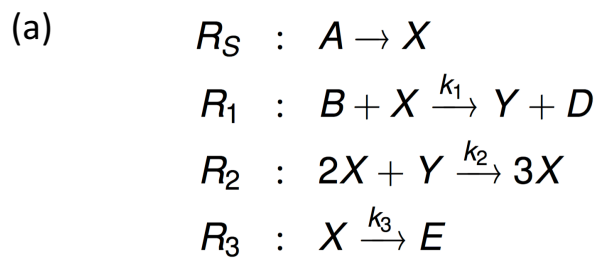 (a) R_S : A → X
R_1 : B + X →^{k_1} Y + D
R_2 : 2X + Y →^{k_2} 3X
R_3 : X →^{k_3} E